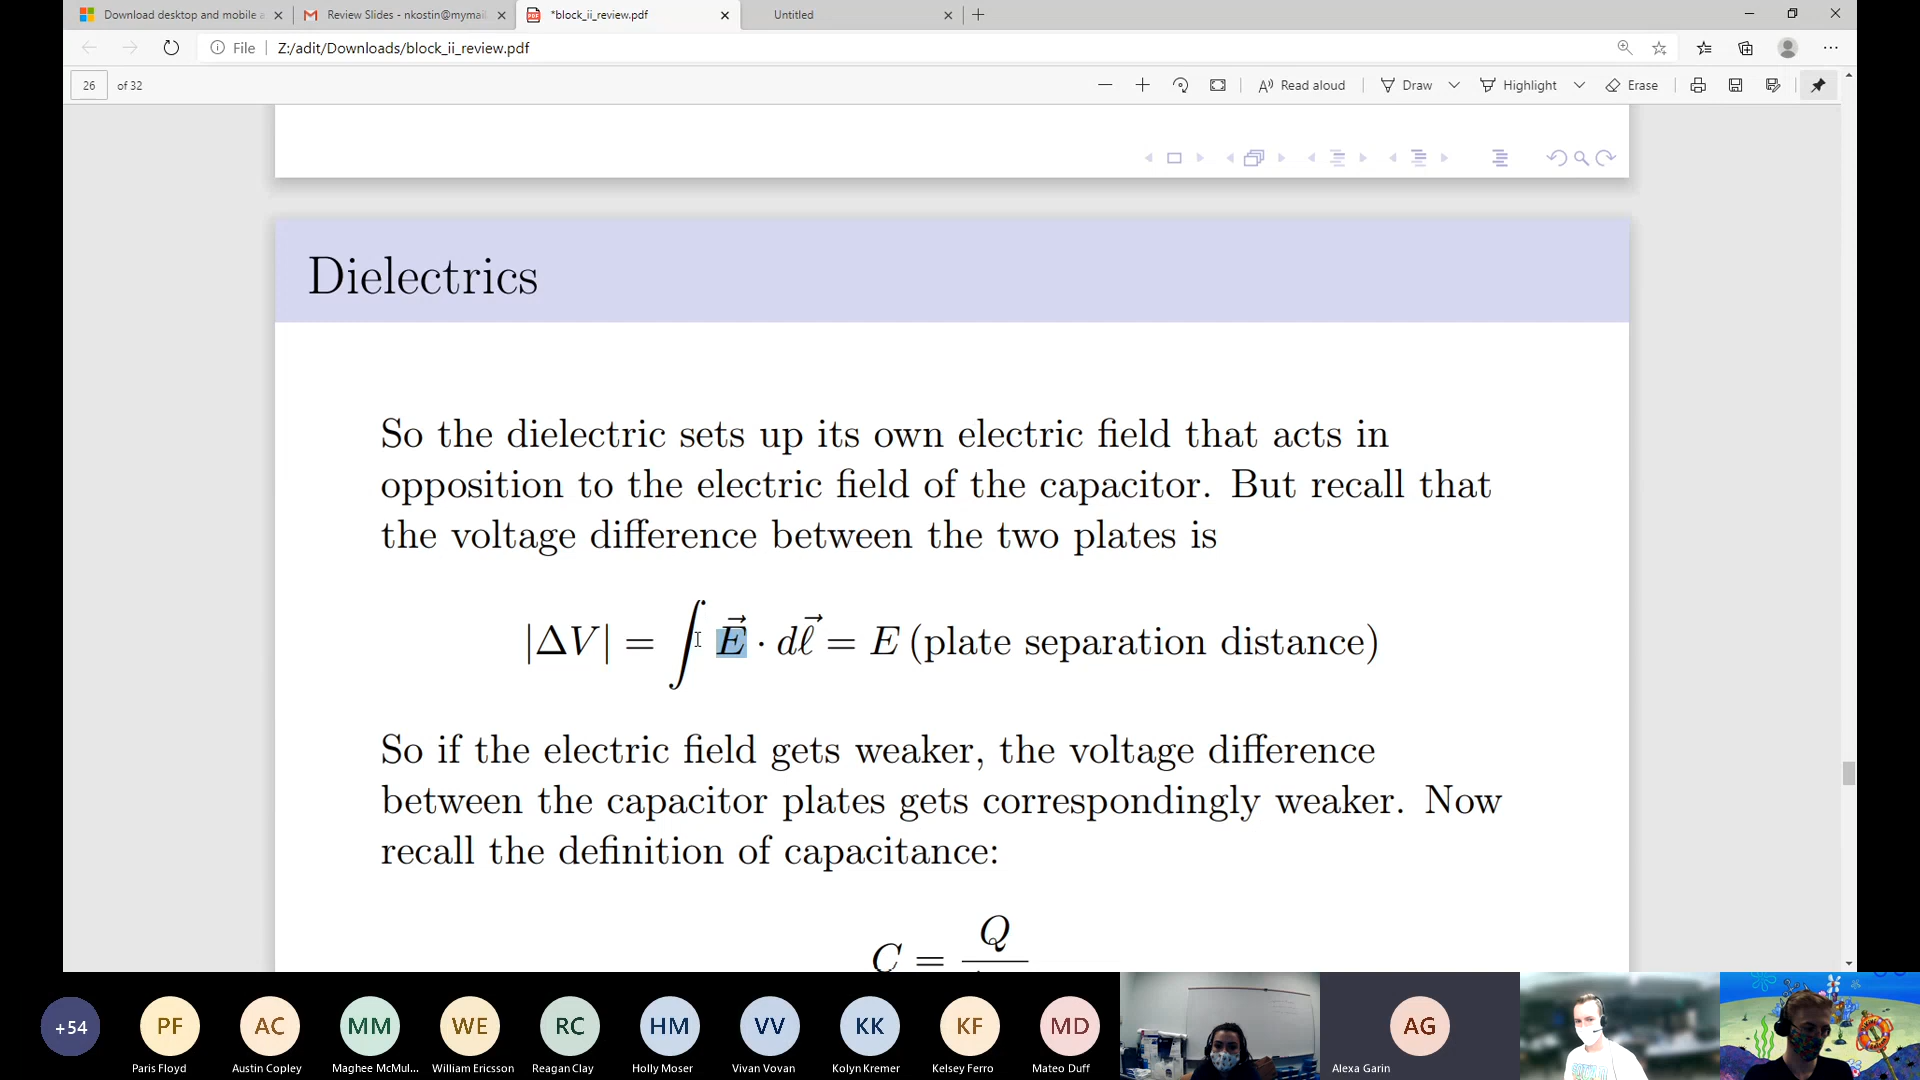 Download desktop and mobile a
Review Slides - nkostin@mymail
*block_ii_review.pdf
Untitled
File
Z:/adit/Downloads/block_ii_review.pdf
26
of 32
Read aloud
Draw
Highlight
Erase
Dielectrics
So the dielectric sets up its own electric field that acts in
opposition to the electric field of the capacitor. But recall that
the voltage difference between the two plates is
|ΔV| = ∫ E⃗ · dℓ⃗ = E (plate separation distance)
So if the electric field gets weaker, the voltage difference
between the capacitor plates gets correspondingly weaker. Now
recall the definition of capacitance:
C = Q
+54
PF
AC
MM
WE
RC
HM
VV
KK
KF
MD
AG
Paris Floyd
Austin Copley
Maghee McMul...
William Ericsson
Reagan Clay
Holly Moser
Vivan Vovan
Kolyn Kremer
Kelsey Ferro
Mateo Duff
Alexa Garin